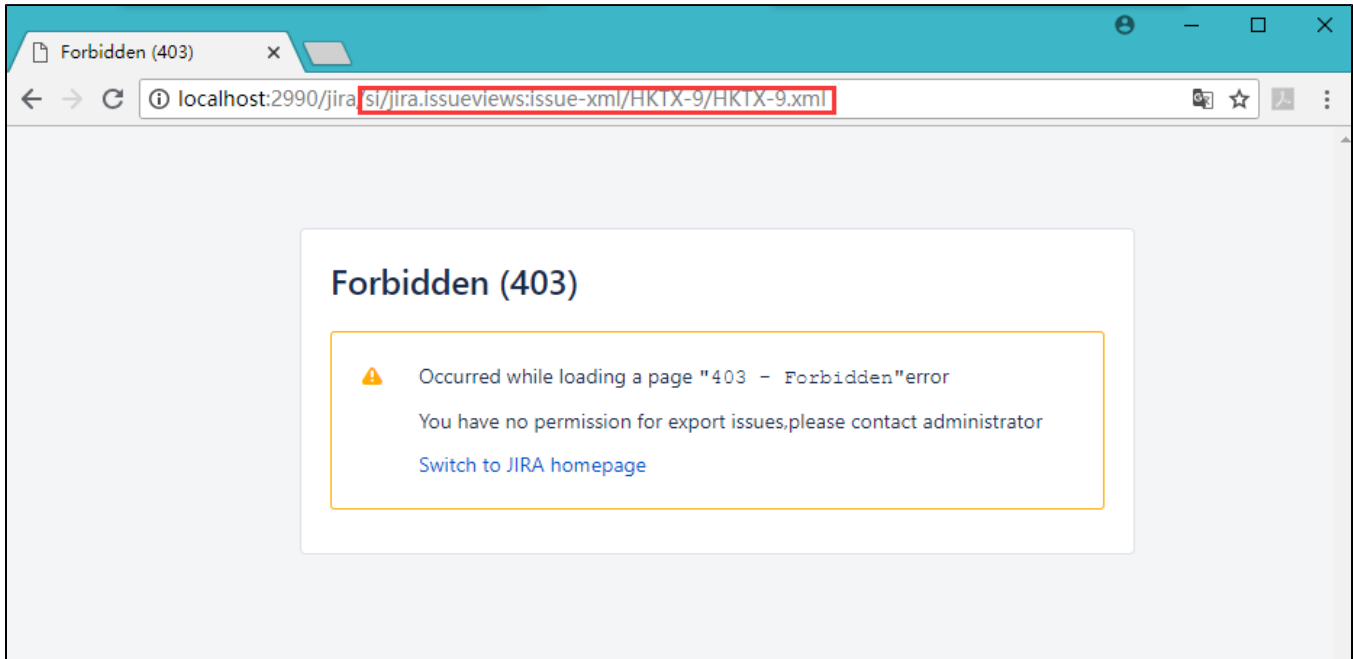 Forbidden (403)
localhost:2990/jira/si/jira.issueviews:issue-xml/HKTX-9/HKTX-9.xml
Forbidden (403)
Occurred while loading a page "403 - Forbidden"error
You have no permission for export issues,please contact administrator
Switch to JIRA homepage